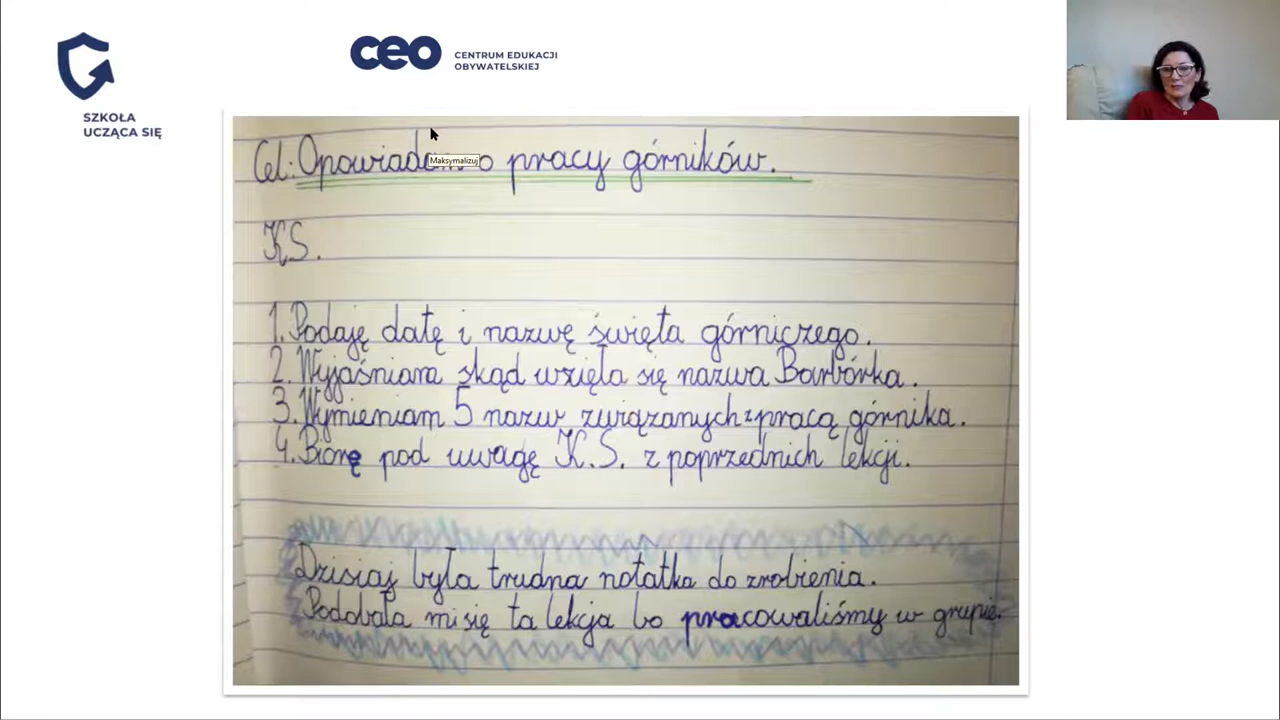 SZKOŁA
UCZĄCA SIĘ
ceo
CENTRUM EDUKACJI
OBYWATELSKIEJ
Cel: Opowiadam o pracy górników.
Maksymalizuj
K.S.
1. Podaję datę i nazwę święta górniczego.
2. Wyjaśniam skąd wzięła się nazwa Barbórka.
3. Wymieniam 5 nazw związanych z pracą górnika.
4. Biorę pod uwagę K.S. z poprzednich lekcji.
Dzisiaj była trudna notatka do zrobienia.
Podobała mi się ta lekcja bo pracowaliśmy w grupie.